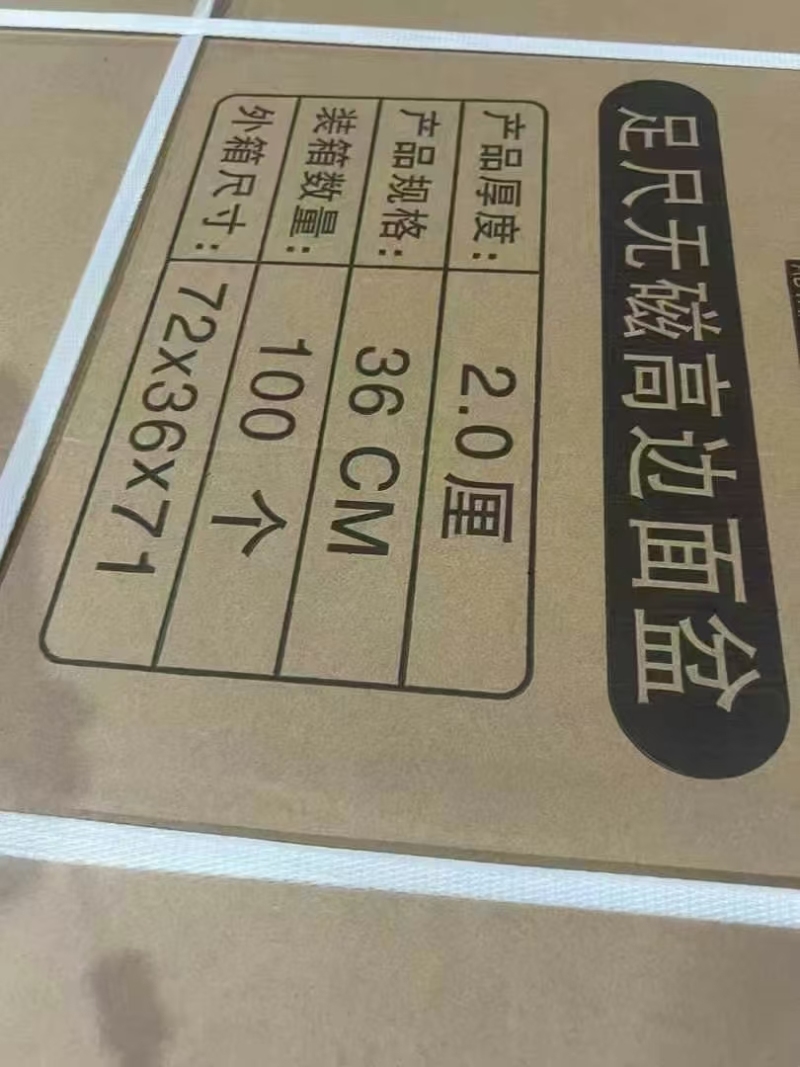 足尺无磁高边面盆
产品厚度: 2.0厘
产品规格: 36 CM
装箱数量: 100 个
外箱尺寸: 72x36x71